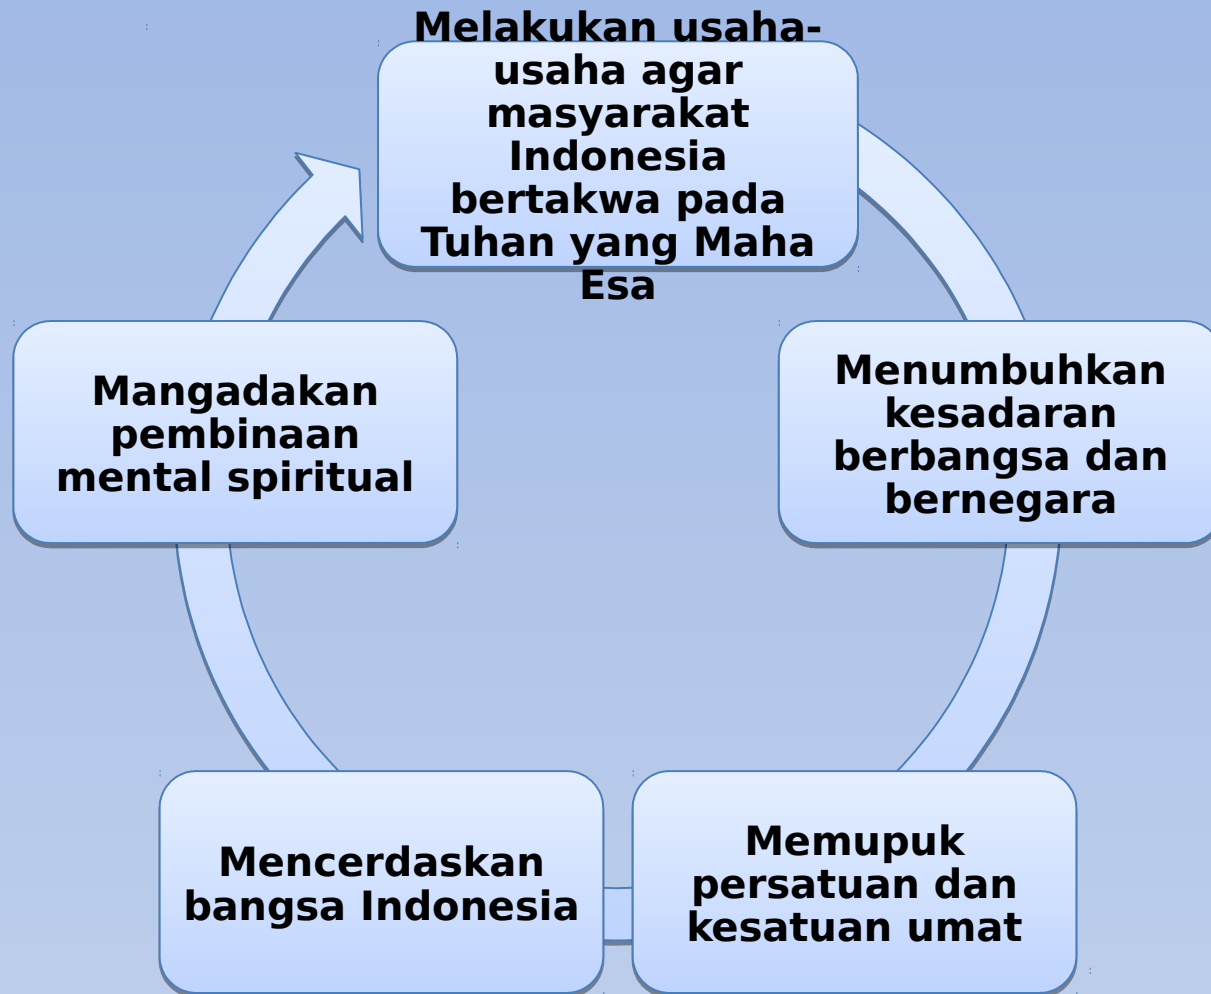 Melakukan usaha-
usaha agar
masyarakat
Indonesia
bertakwa pada
Tuhan yang Maha
Esa
Menumbuhkan
kesadaran
berbangsa dan
bernegara
Memupuk
persatuan dan
kesatuan umat
Mencerdaskan
bangsa Indonesia
Mangadakan
pembinaan
mental spiritual